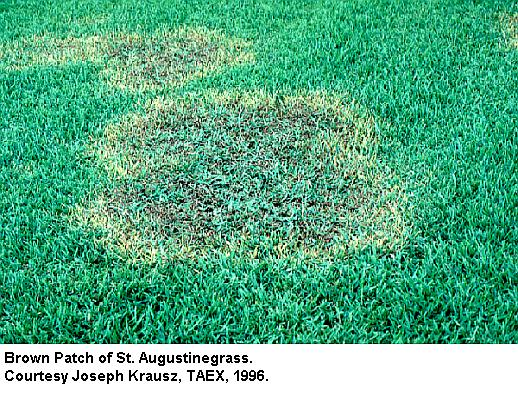 Brown Patch of St. Augustinegrass.
Courtesy Joseph Krausz, TAEX, 1996.